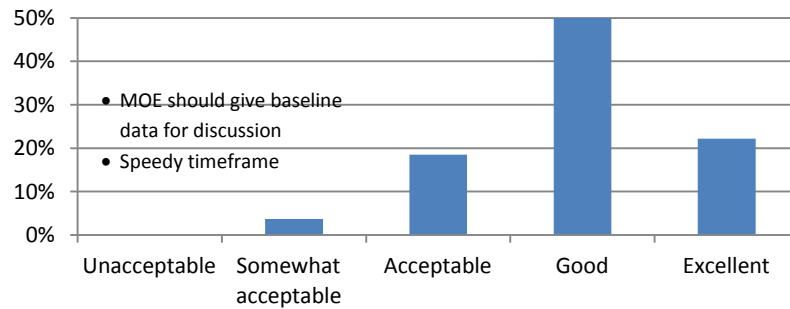 50%
40%
30%
20%
10%
0%
• MOE should give baseline
data for discussion
• Speedy timeframe
Unacceptable Somewhat acceptable Acceptable Good Excellent